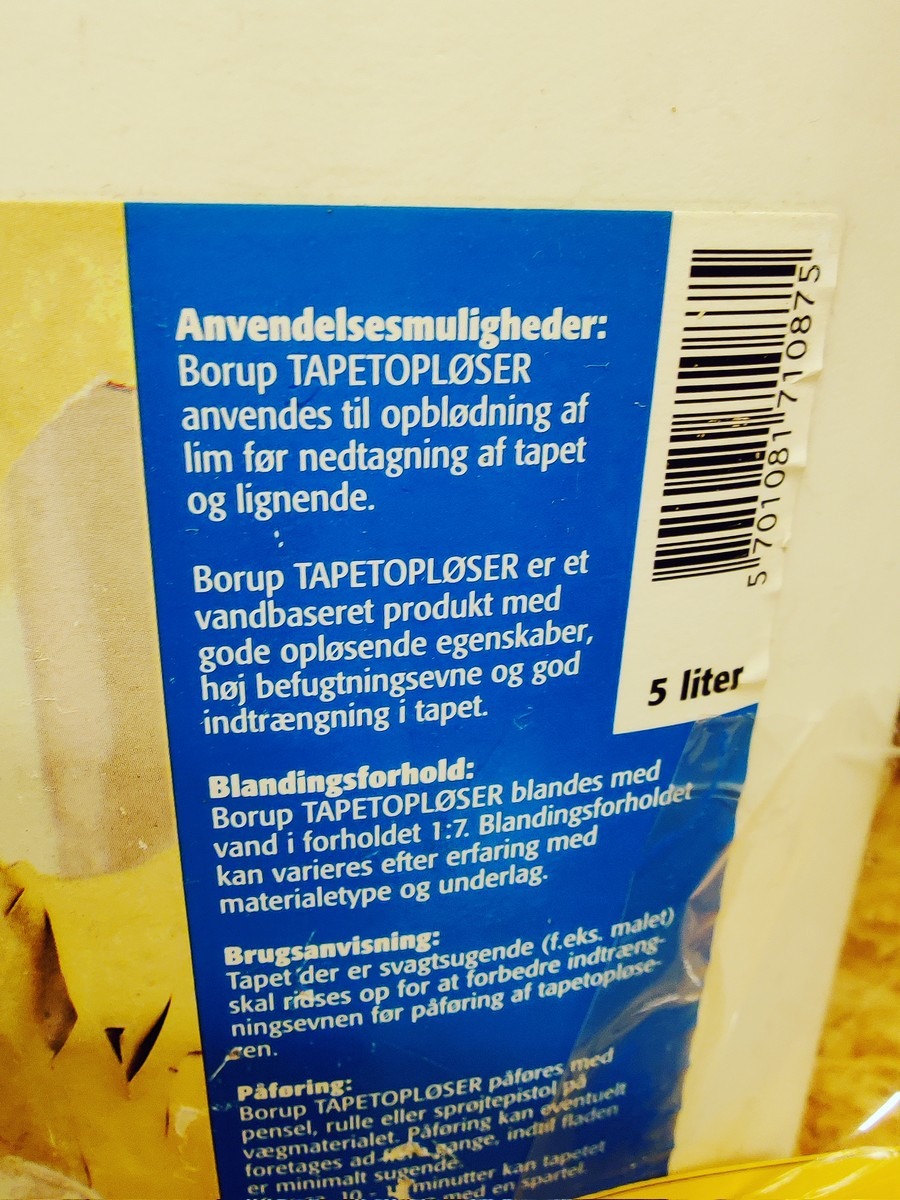 Anvendelsesmuligheder:
Borup TAPETOPLØSER
anvendes til opblødning af
lim før nedtagning af tapet
og lignende.
Borup TAPETOPLØSER er et
vandbaseret produkt med
gode opløsende egenskaber,
høj befugtningsevne og god
indtrængning i tapet.
Blandingsforhold:
Borup TAPETOPLØSER blandes med
vand i forholdet 1:7. Blandingsforholdet
kan varieres efter erfaring med
materialetype og underlag.
Brugsanvisning:
Tapet der er svagtsugende (f.eks. malet)
skal ridses op for at forbedre indtræng-
ningsevnen før påføring af tapetopløse-
ren.
Påføring:
Borup TAPETOPLØSER påføres med
pensel, rulle eller sprøjtepistol på
vægmaterialet. Påføring kan eventuelt
foretages ad gange, indtil fladen
er minimalt sugende.
10 - minutter kan tapetet
med en spartel.
5 701081 710875
5 liter